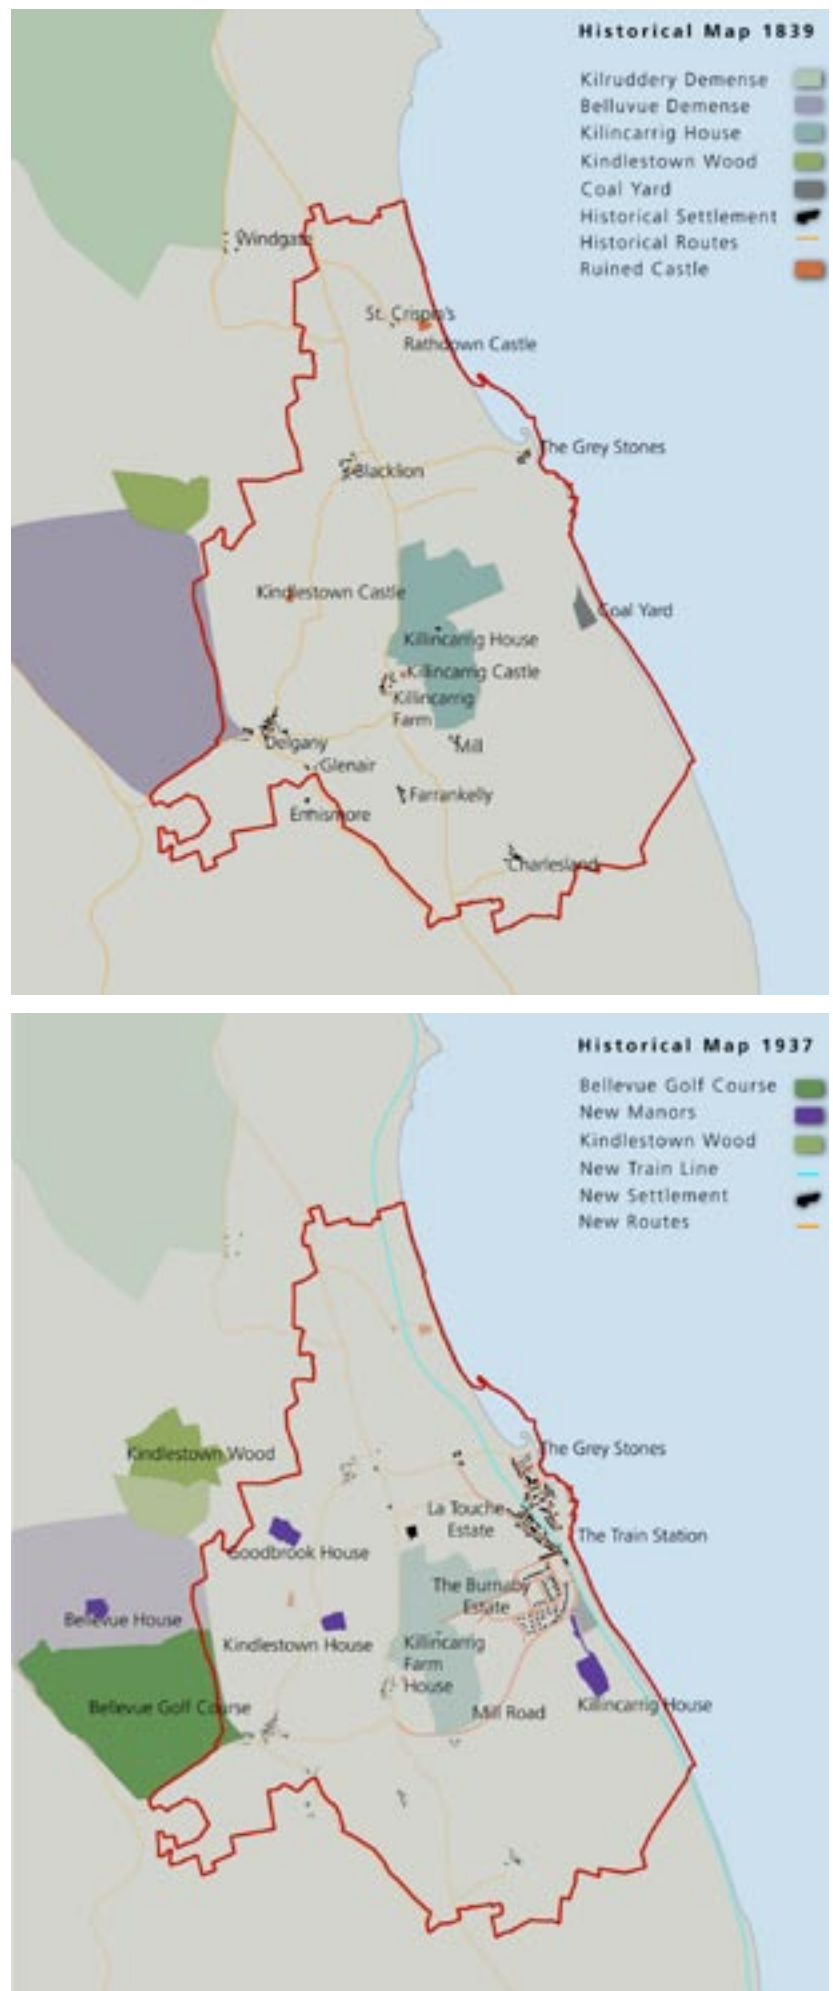 Historical Map 1839
Kilruddery Demense
Belluvue Demense
Kilincarrig House
Kindlestown Wood
Coal Yard
Historical Settlement
Historical Routes
Ruined Castle
Windgate
St. Crispin's
Rathdown Castle
The Grey Stones
Blacklion
Kindlestown Castle
Coal Yard
Killincarrig House
Killincarrig Castle
Killincarrig
Farm
Delgany
Mill
Glenair
Farrankelly
Ennismore
Charlesland
Historical Map 1937
Bellevue Golf Course
New Manors
Kindlestown Wood
New Train Line
New Settlement
New Routes
The Grey Stones
Kindlestown Wood
La Touche
Estate
The Train Station
Goodbrook House
The Burnaby
Estate
Bellevue House
Kindlestown House
Killincarrig
Farm
House
Bellevue Golf Course
Mill Road
Killincarrig House